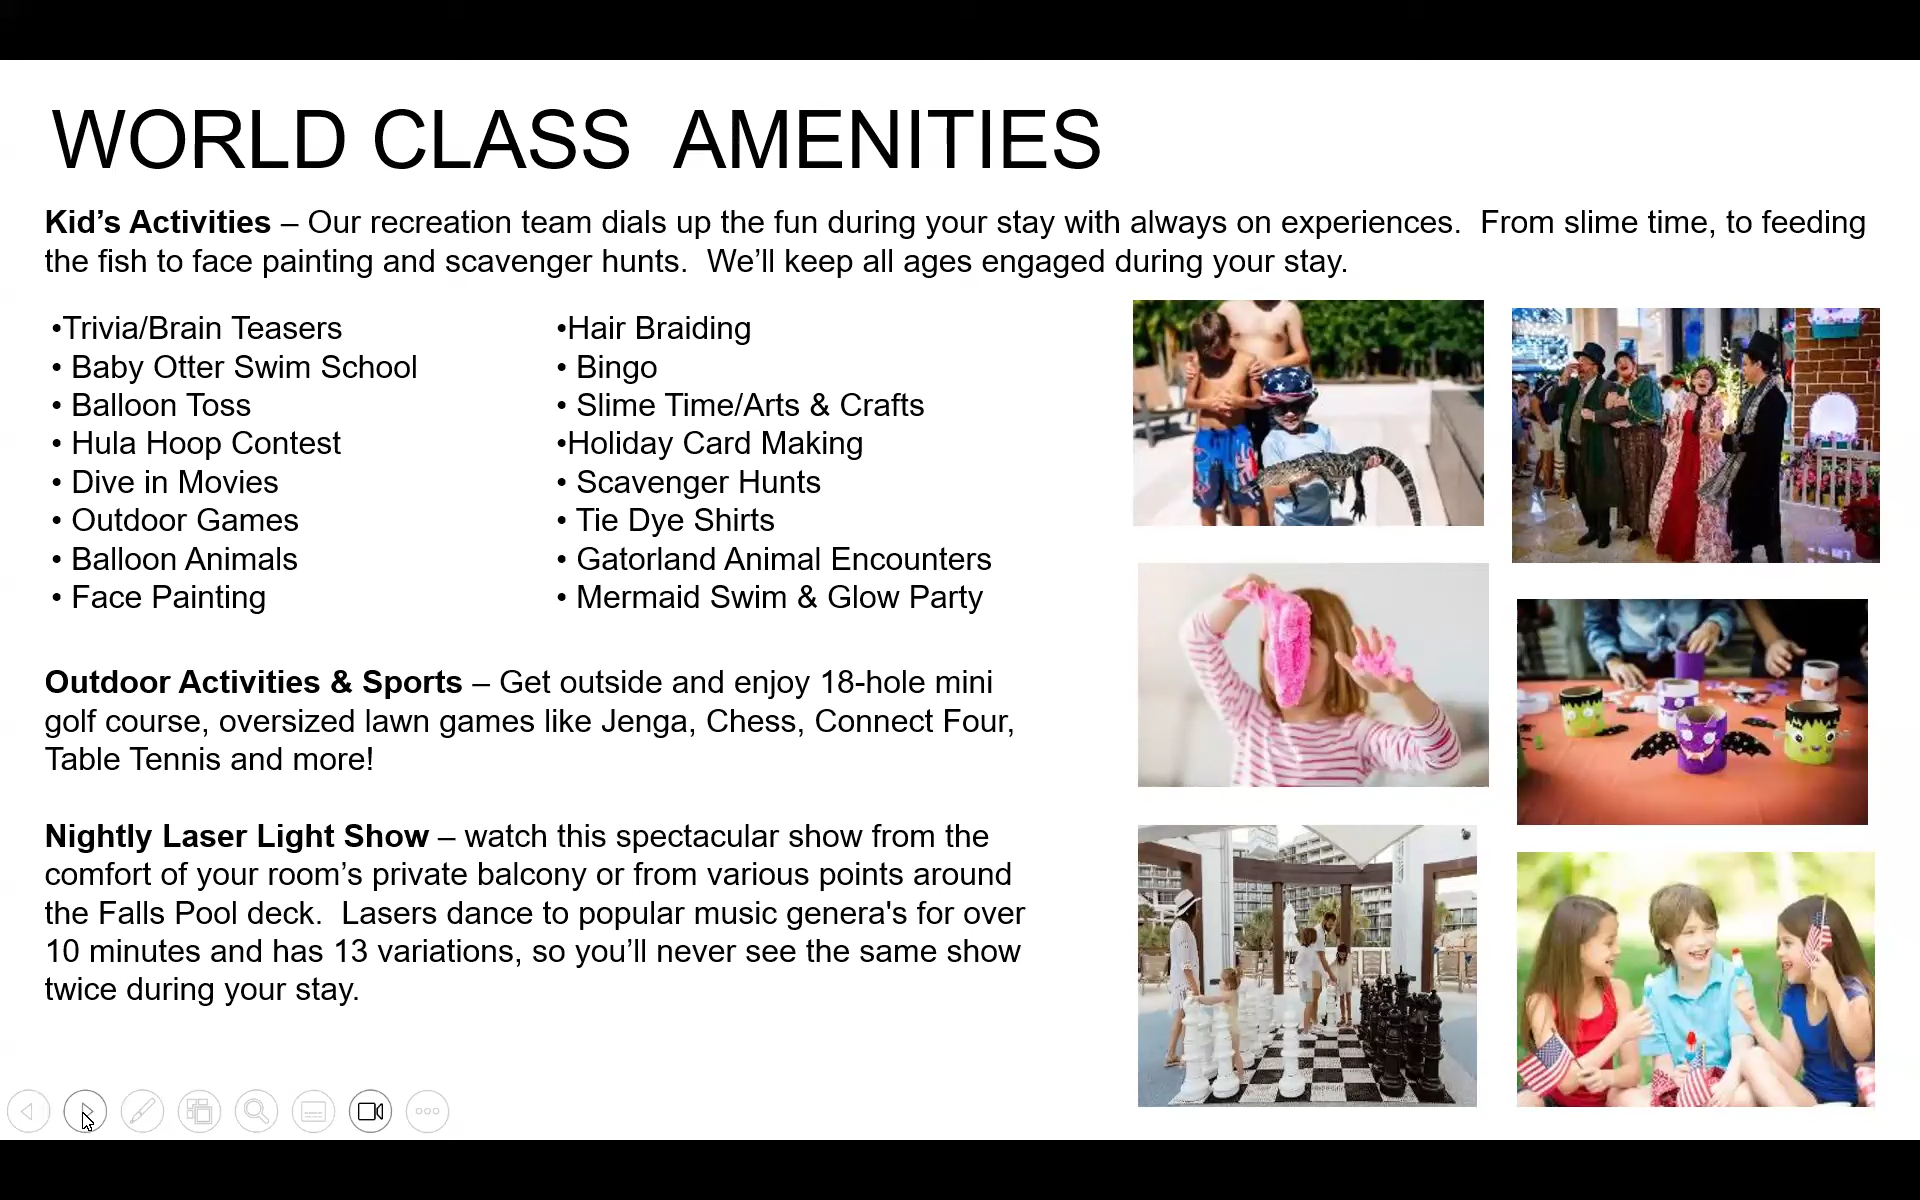 WORLD CLASS  AMENITIES
Kid’s Activities – Our recreation team dials up the fun during your stay with always on experiences.  From slime time, to feeding
the fish to face painting and scavenger hunts.  We’ll keep all ages engaged during your stay.
•Trivia/Brain Teasers
• Baby Otter Swim School
• Balloon Toss
• Hula Hoop Contest
• Dive in Movies
• Outdoor Games
• Balloon Animals
• Face Painting
•Hair Braiding
• Bingo
• Slime Time/Arts & Crafts
•Holiday Card Making
• Scavenger Hunts
• Tie Dye Shirts
• Gatorland Animal Encounters
• Mermaid Swim & Glow Party
Outdoor Activities & Sports – Get outside and enjoy 18-hole mini
golf course, oversized lawn games like Jenga, Chess, Connect Four,
Table Tennis and more!
Nightly Laser Light Show – watch this spectacular show from the
comfort of your room’s private balcony or from various points around
the Falls Pool deck.  Lasers dance to popular music genera's for over
10 minutes and has 13 variations, so you’ll never see the same show
twice during your stay.